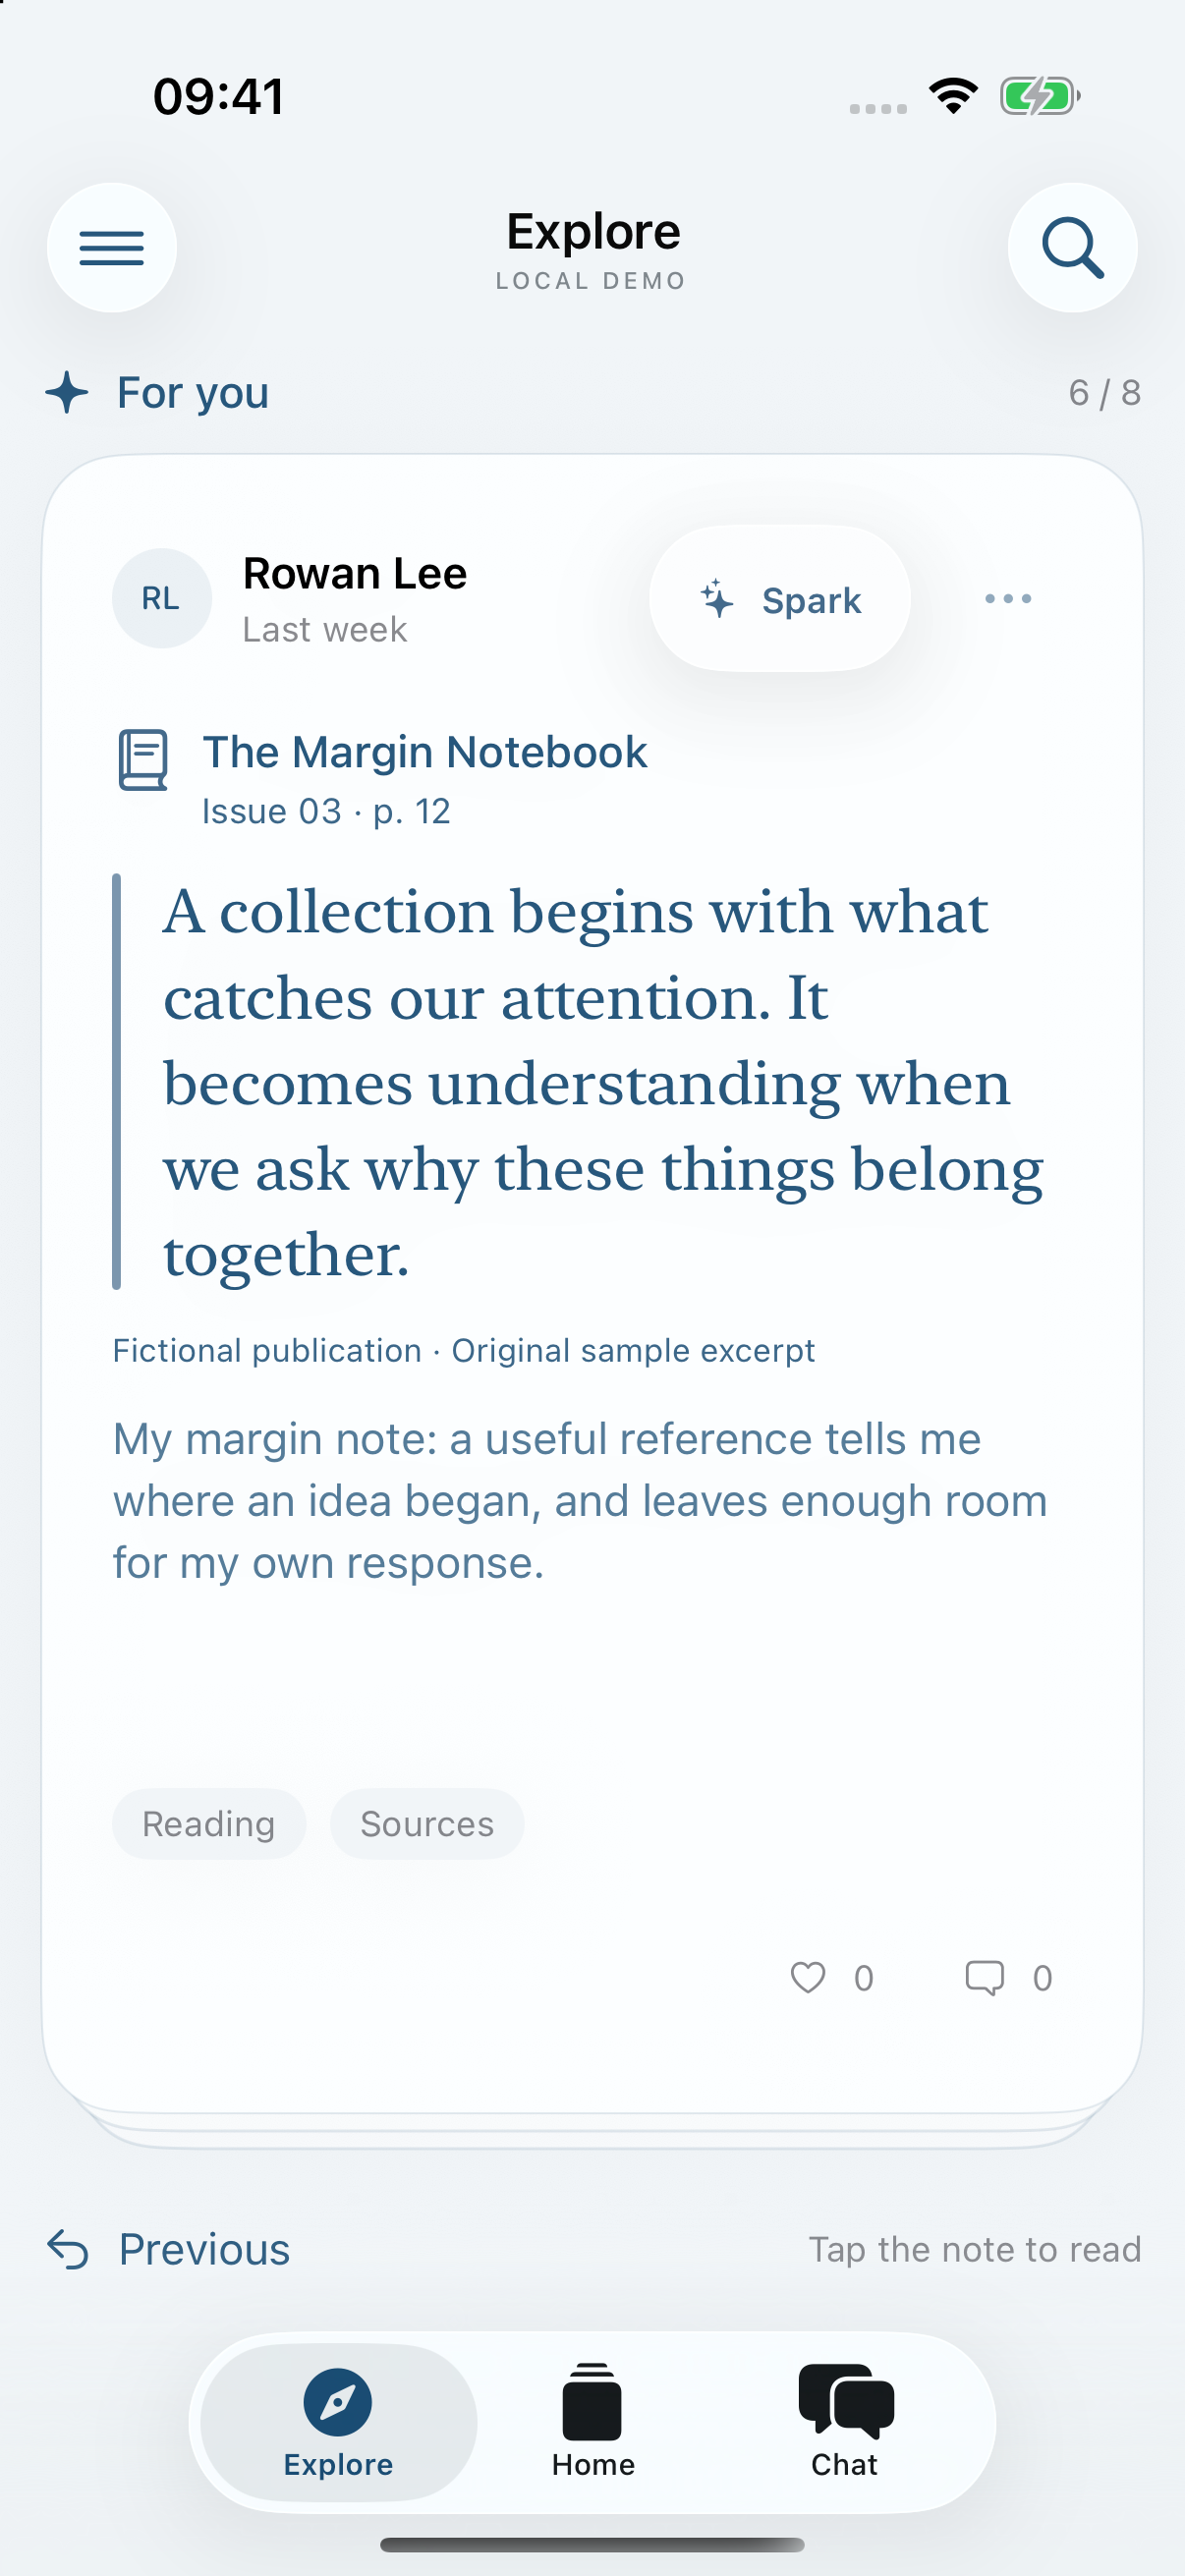 09:41
Explore
LOCAL DEMO
For you
6 / 8
RL
Rowan Lee
Last week
Spark
The Margin Notebook
Issue 03 · p. 12
A collection begins with what
catches our attention. It
becomes understanding when
we ask why these things belong
together.
Fictional publication · Original sample excerpt
My margin note: a useful reference tells me
where an idea began, and leaves enough room
for my own response.
Reading
Sources
0
0
Previous
Tap the note to read
Explore
Home
Chat